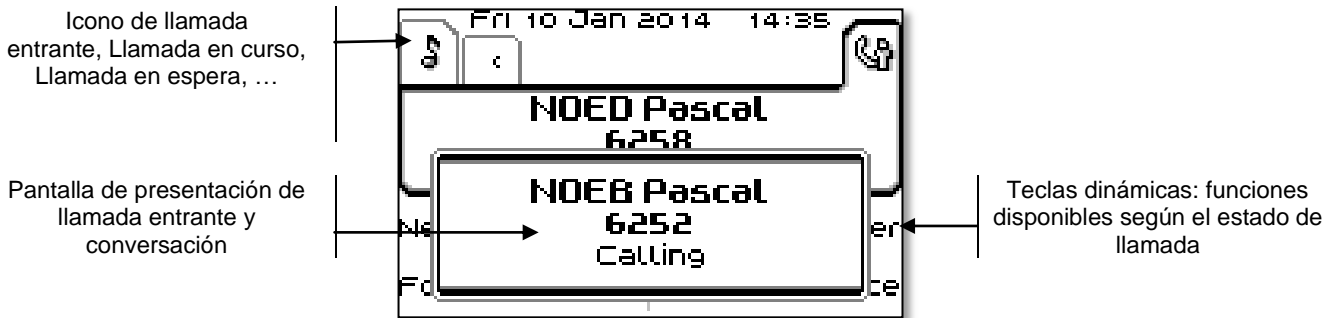 Icono de llamada
entrante, Llamada en curso,
Llamada en espera, …
Fri 10 Jan 2014 14:35
NOED Pascal
6258
NOEB Pascal
6252
Calling
Pantalla de presentación de
llamada entrante y
conversación
Teclas dinámicas: funciones
disponibles según el estado de
llamada